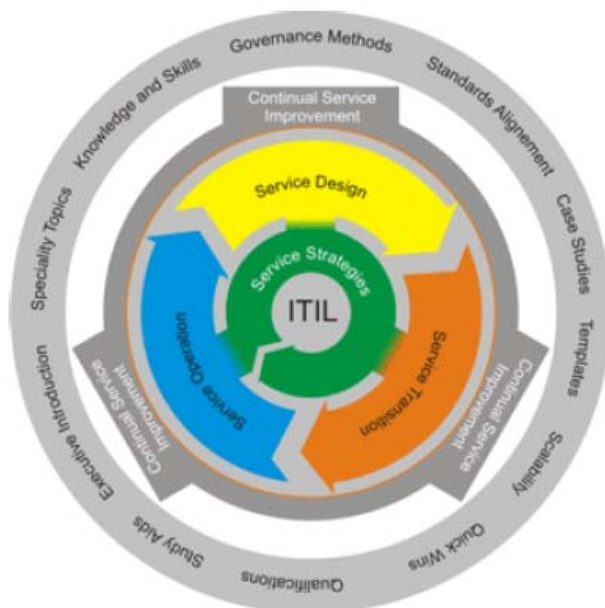 Governance Methods
Standards Alignement
Case Studies
Templates
Scalability
Quick Wins
Qualifications
Study Aids
Executive Introduction
Speciality Topics
Knowledge and Skills
Continual Service
Improvement
Continual Service
Improvement
Continual Service
Improvement
Service Design
Service Transition
Service Operation
Service Strategies
ITIL